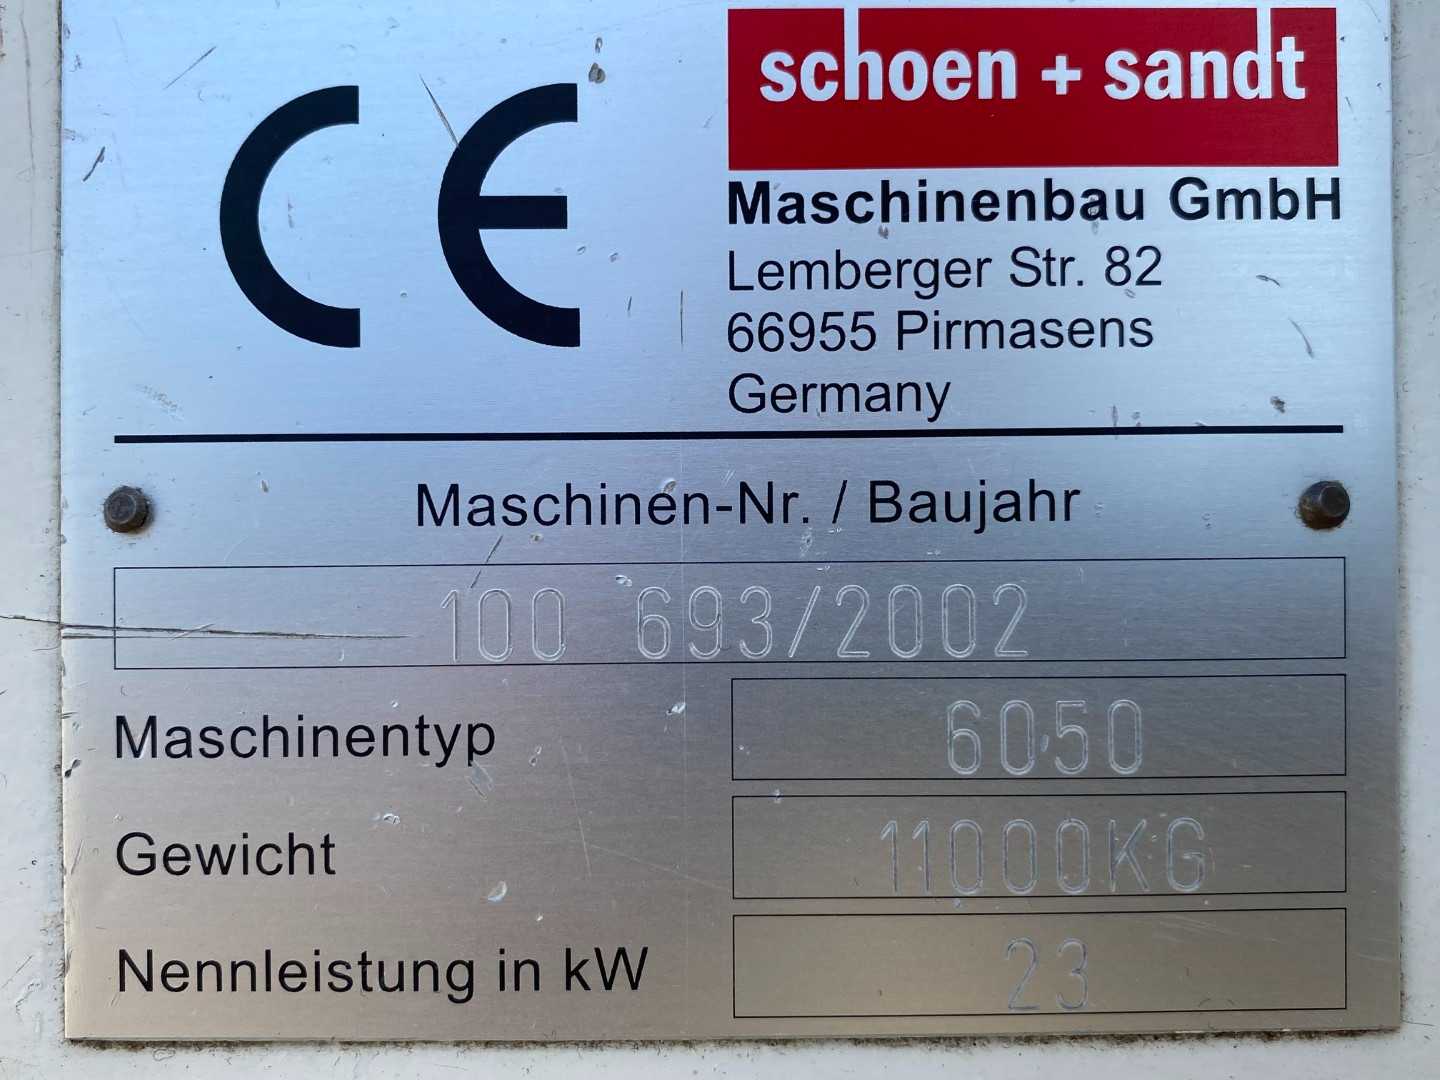 CE
schoen + sandt
Maschinenbau GmbH
Lemberger Str. 82
66955 Pirmasens
Germany
Maschinen-Nr. / Baujahr
100 693/2002
Maschinentyp
6050
Gewicht
11000KG
Nennleistung in kW
23